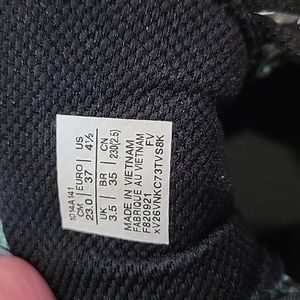 1014A141
US 4½
EURO 37
CM 23.0
CN 230(2.5)
BR 35
UK 3.5
MADE IN VIETNAM
FABRIQUE AU VIETNAM
F820921 FV
xV26VNKC73TVS8K